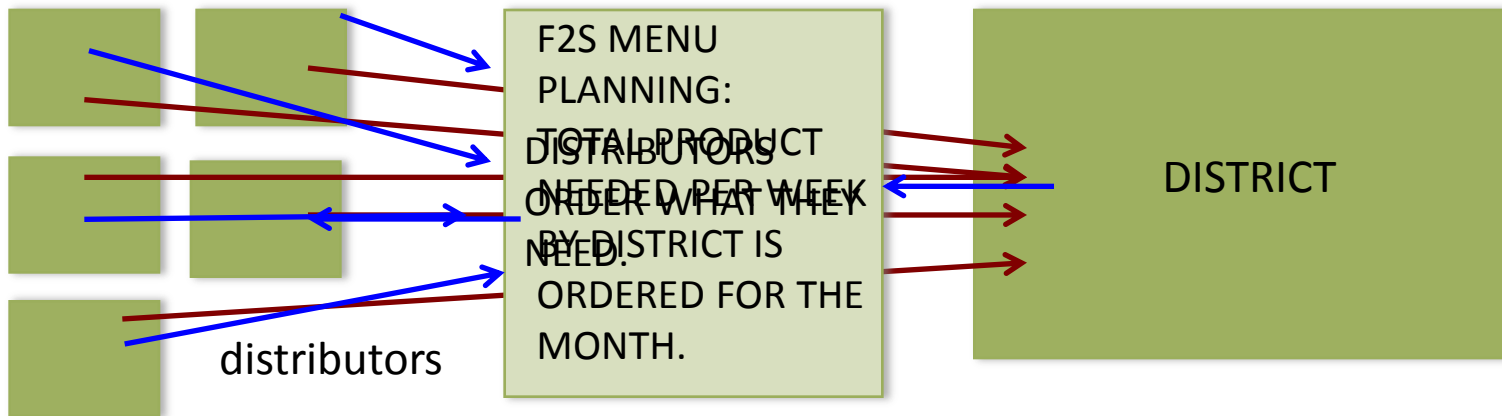 F2S MENU
PLANNING:
TOTAL PRODUCT
NEEDED PER WEEK
BY DISTRICT IS
ORDERED FOR THE
MONTH.
DISTRIBUTORS
ORDER WHAT THEY
NEED.
distributors
DISTRICT